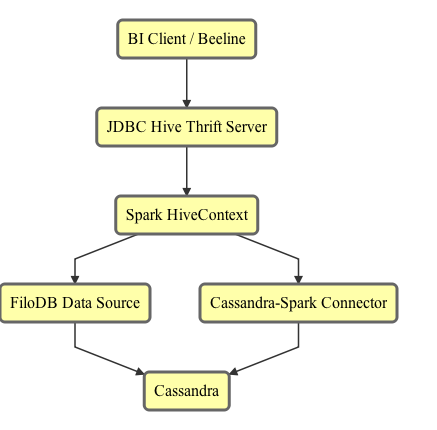 BI Client / Beeline
JDBC Hive Thrift Server
Spark HiveContext
FiloDB Data Source
Cassandra-Spark Connector
Cassandra